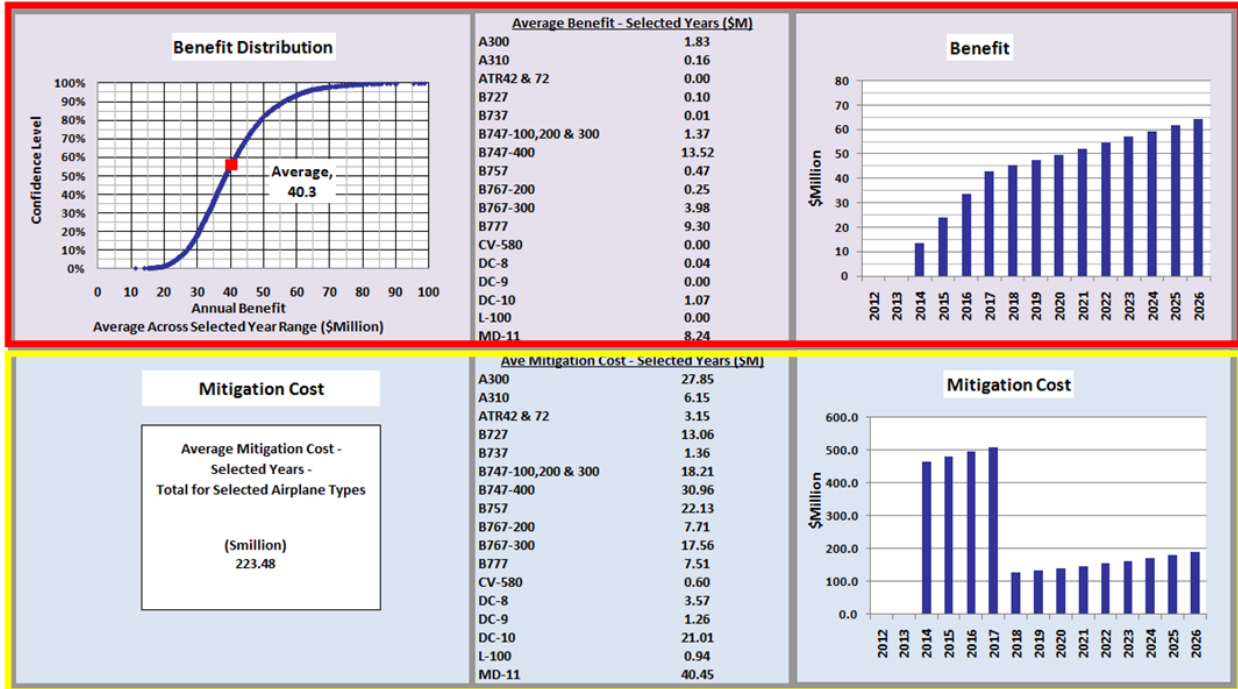 Benefit Distribution
100%
90%
80%
70%
60%
50%
40%
30%
20%
10%
0%
Confidence Level
Average,
40.3
0 10 20 30 40 50 60 70 80 90 100
Annual Benefit
Average Across Selected Year Range ($Million)
Average Benefit - Selected Years ($M)
A300 1.83
A310 0.16
ATR42 & 72 0.00
B727 0.10
B737 0.01
B747-100,200 & 300 1.37
B747-400 13.52
B757 0.47
B767-200 0.25
B767-300 3.98
B777 9.30
CV-580 0.00
DC-8 0.04
DC-9 0.00
DC-10 1.07
L-100 0.00
MD-11 8.24
Benefit
80
70
60
50
40
30
20
10
0
$Million
2012 2013 2014 2015 2016 2017 2018 2019 2020 2021 2022 2023 2024 2025 2026
Mitigation Cost
Average Mitigation Cost -
Selected Years -
Total for Selected Airplane Types
(Smillion)
223.48
Ave Mitigation Cost - Selected Years ($M)
A300 27.85
A310 6.15
ATR42 & 72 3.15
B727 13.06
B737 1.36
B747-100,200 & 300 18.21
B747-400 30.96
B757 22.13
B767-200 7.71
B767-300 17.56
B777 7.51
CV-580 0.60
DC-8 3.57
DC-9 1.26
DC-10 21.01
L-100 0.94
MD-11 40.45
Mitigation Cost
600.0
500.0
400.0
300.0
200.0
100.0
0.0
$Million
2012 2013 2014 2015 2016 2017 2018 2019 2020 2021 2022 2023 2024 2025 2026